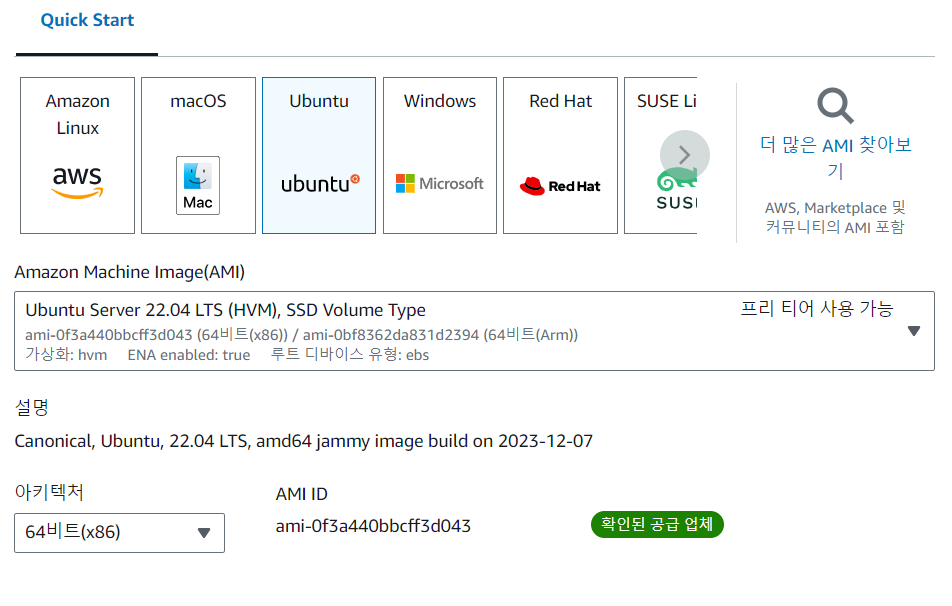 Quick Start
Amazon
Linux
aws
macOS
Mac
Ubuntu
ubuntu
Windows
Microsoft
Red Hat
Red Hat
SUSE Li
SUS
더 많은 AMI 찾아보
기
AWS, Marketplace 및
커뮤니티의 AMI 포함
Amazon Machine Image(AMI)
Ubuntu Server 22.04 LTS (HVM), SSD Volume Type
프리 티어 사용 가능
ami-0f3a440bbcff3d043 (64비트(x86)) / ami-0bf8362da831d2394 (64비트(Arm))
가상화: hvm ENA enabled: true 루트 디바이스 유형: ebs
설명
Canonical, Ubuntu, 22.04 LTS, amd64 jammy image build on 2023-12-07
아키텍처
AMI ID
64비트(x86)
ami-0f3a440bbcff3d043
확인된 공급 업체